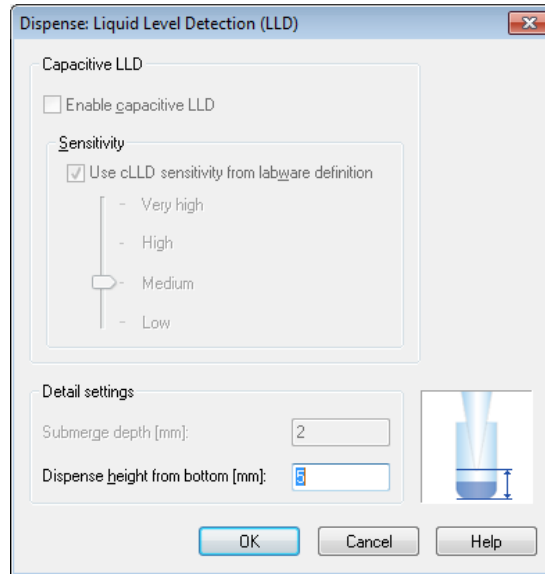 Dispense: Liquid Level Detection (LLD)
Capacitive LLD
Enable capacitive LLD
Sensitivity
Use cLLD sensitivity from labware definition
Very high
High
Medium
Low
Detail settings
Submerge depth [mm]: 2
Dispense height from bottom [mm]: 5
OK Cancel Help